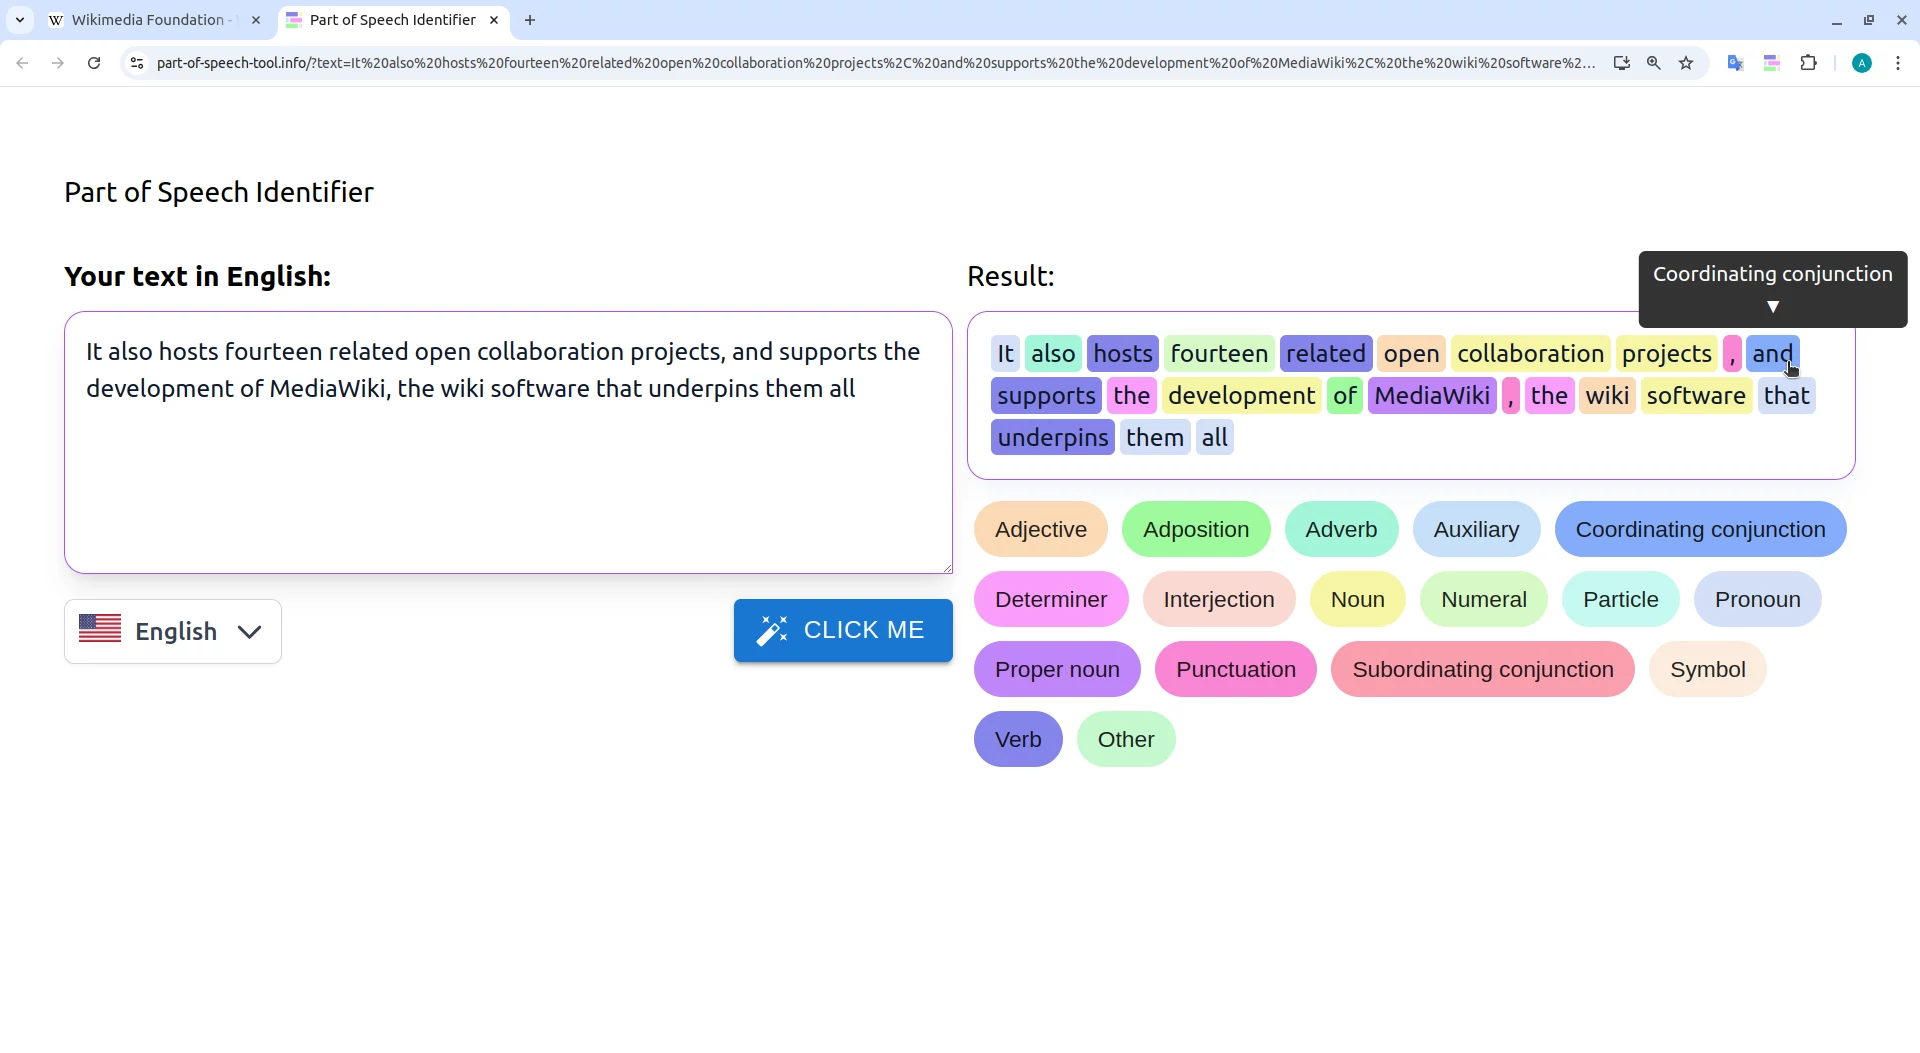 Wikimedia Foundation -
Part of Speech Identifier
part-of-speech-tool.info/?text=It%20also%20hosts%20fourteen%20related%20open%20collaboration%20projects%2C%20and%20supports%20the%20development%20of%20MediaWiki%2C%20the%20wiki%20software%2...
A
Part of Speech Identifier
Your text in English:
It also hosts fourteen related open collaboration projects, and supports the
development of MediaWiki, the wiki software that underpins them all
English
CLICK ME
Result:
Coordinating conjunction
▼
It also hosts fourteen related open collaboration projects , and
supports the development of MediaWiki , the wiki software that
underpins them all
Adjective Adposition Adverb Auxiliary Coordinating conjunction
Determiner Interjection Noun Numeral Particle Pronoun
Proper noun Punctuation Subordinating conjunction Symbol
Verb Other